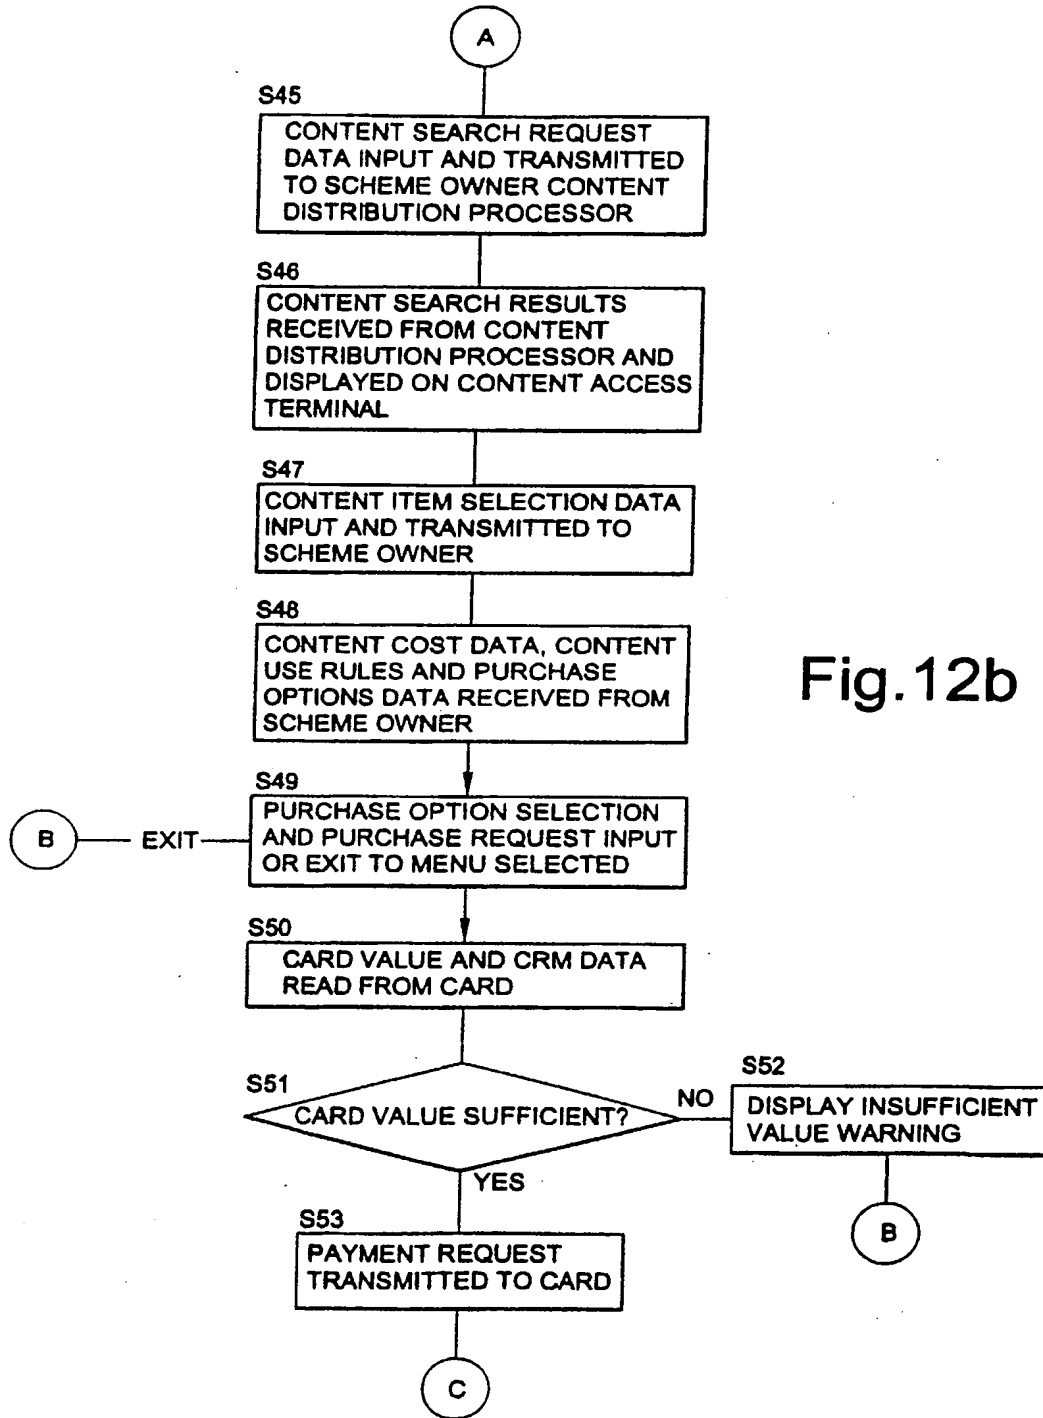 A
S45
CONTENT SEARCH REQUEST
DATA INPUT AND TRANSMITTED
TO SCHEME OWNER CONTENT
DISTRIBUTION PROCESSOR
S46
CONTENT SEARCH RESULTS
RECEIVED FROM CONTENT
DISTRIBUTION PROCESSOR AND
DISPLAYED ON CONTENT ACCESS
TERMINAL
S47
CONTENT ITEM SELECTION DATA
INPUT AND TRANSMITTED TO
SCHEME OWNER
S48
CONTENT COST DATA, CONTENT
USE RULES AND PURCHASE
OPTIONS DATA RECEIVED FROM
SCHEME OWNER
Fig.12b
S49
PURCHASE OPTION SELECTION
AND PURCHASE REQUEST INPUT
OR EXIT TO MENU SELECTED
B
EXIT
S50
CARD VALUE AND CRM DATA
READ FROM CARD
S51
CARD VALUE SUFFICIENT?
NO
S52
DISPLAY INSUFFICIENT
VALUE WARNING
B
YES
S53
PAYMENT REQUEST
TRANSMITTED TO CARD
C